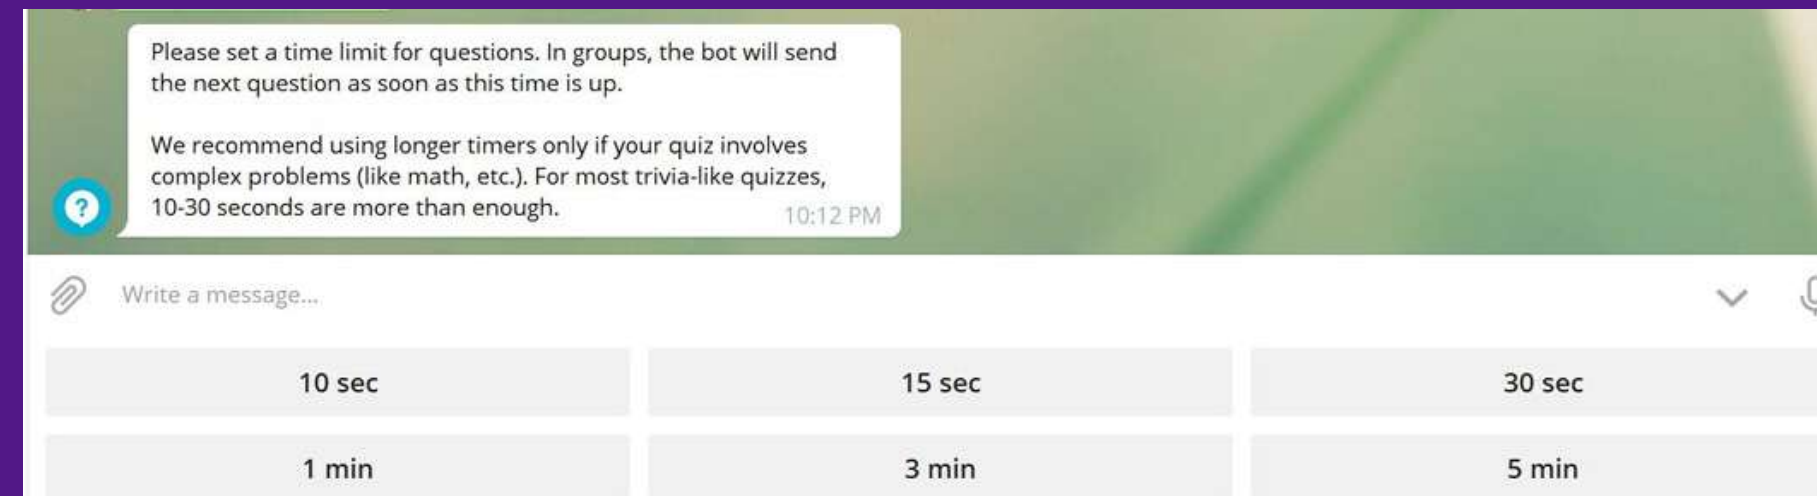 Please set a time limit for questions. In groups, the bot will send
the next question as soon as this time is up.
We recommend using longer timers only if your quiz involves
complex problems (like math, etc.). For most trivia-like quizzes,
10-30 seconds are more than enough.
10:12 PM
Write a message...
10 sec
15 sec
30 sec
1 min
3 min
5 min